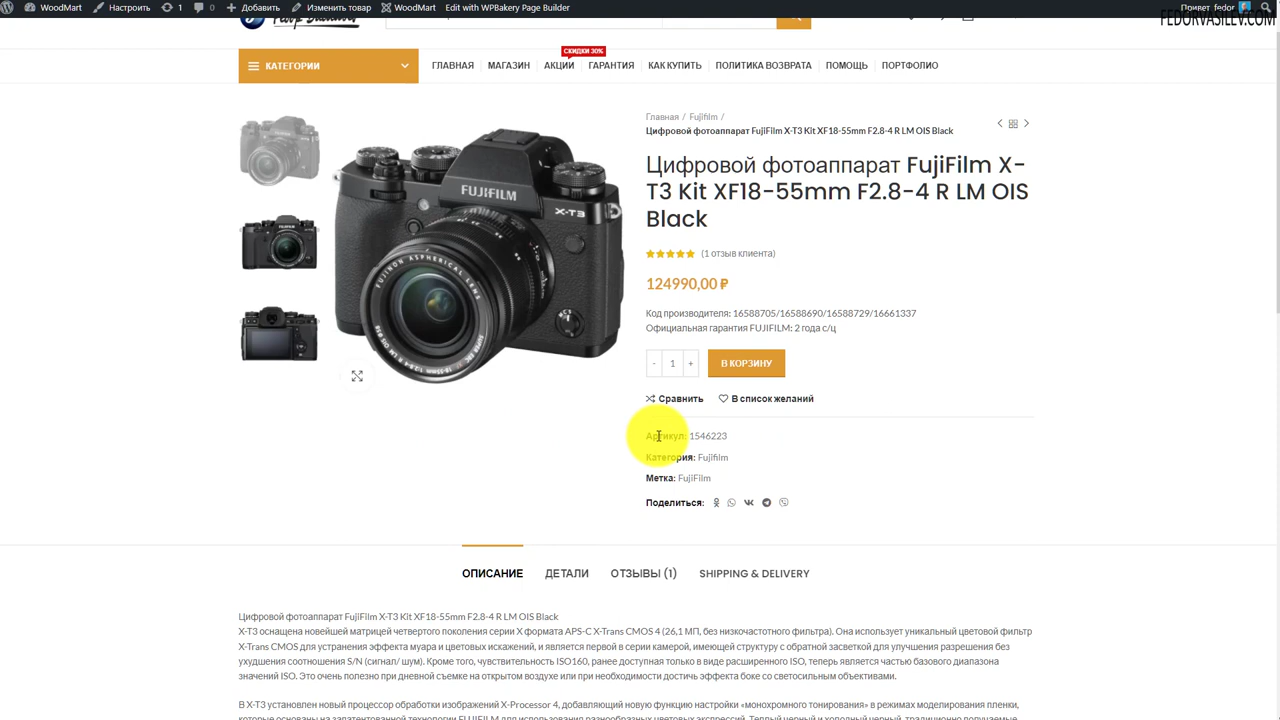 WoodMart Настроить 1 0 Добавить Изменить товар WoodMart Edit with WPBakery Page Builder Привет fedor
FEDORVASILEV.COM
СКИДКИ 30%
КАТЕГОРИИ ГЛАВНАЯ МАГАЗИН АКЦИИ ГАРАНТИЯ КАК КУПИТЬ ПОЛИТИКА ВОЗВРАТА ПОМОЩЬ ПОРТФОЛИО
Главная / Fujifilm /
Цифровой фотоаппарат FujiFilm X-T3 Kit XF18-55mm F2.8-4 R LM OIS Black
Цифровой фотоаппарат FujiFilm X-
T3 Kit XF18-55mm F2.8-4 R LM OIS
Black
FUJIFILM
X-T3
FUJINON ASPHERICAL LENS
(1 отзыв клиента)
124990,00 ₽
Код производителя: 16588705/16588690/16588729/16661337
Официальная гарантия FUJIFILM: 2 года с/ц
- 1 + В КОРЗИНУ
Сравнить В список желаний
Артикул: 1546223
Категория: Fujifilm
Метка: FujiFilm
Поделиться:
ОПИСАНИЕ ДЕТАЛИ ОТЗЫВЫ (1) SHIPPING & DELIVERY
Цифровой фотоаппарат FujiFilm X-T3 Kit XF18-55mm F2.8-4 R LM OIS Black
X-T3 оснащена новейшей матрицей четвертого поколения серии X формата APS-C X-Trans CMOS 4 (26,1 МП, без низкочастотного фильтра). Она использует уникальный цветовой фильтр
X-Trans CMOS для устранения эффекта муара и цветовых искажений, и является первой в серии камерой, имеющей структуру с обратной засветкой для улучшения разрешения без
ухудшения соотношения S/N (сигнал/ шум). Кроме того, чувствительность ISO160, ранее доступная только в виде расширенного ISO, теперь является частью базового диапазона
значений ISO. Это очень полезно при дневной съемке на открытом воздухе или при необходимости достичь эффекта боке со светосильным объективами.
В X-T3 установлен новый процессор обработки изображений X-Processor 4, добавляющий новую функцию настройки «монохромного тонирования» в режимах моделирования пленки,